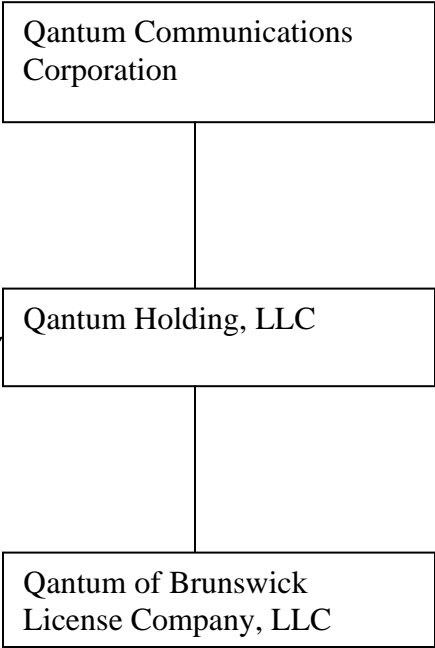 Qantum Communications
Corporation
Qantum Holding, LLC
Qantum of Brunswick
License Company, LLC